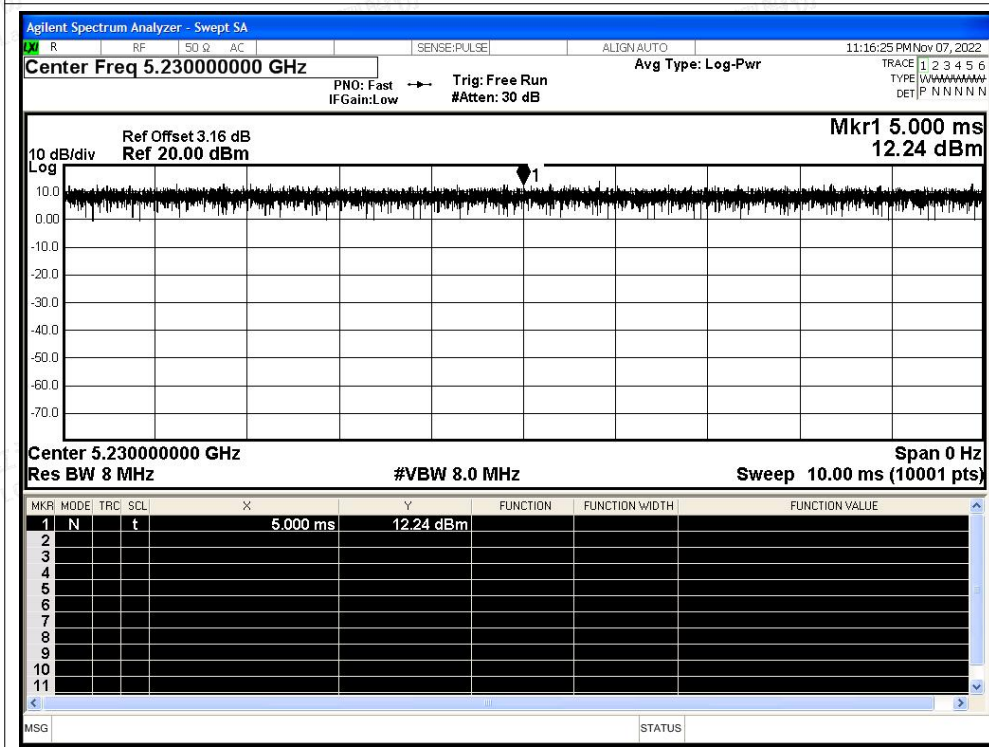 Agilent Spectrum Analyzer - Swept SA
LXI R RF 50 Ω AC SENSE:PULSE ALIGN AUTO 11:16:25 PM Nov 07, 2022
Center Freq 5.230000000 GHz Avg Type: Log-Pwr TRACE 1 2 3 4 5 6
PNO: Fast Trig: Free Run TYPE W
IFGain:Low #Atten: 30 dB DET P N N N N N
Ref Offset 3.16 dB Mkr1 5.000 ms
10 dB/div Ref 20.00 dBm 12.24 dBm
Log
1
10.0
0.00
-10.0
-20.0
-30.0
-40.0
-50.0
-60.0
-70.0
Center 5.230000000 GHz Span 0 Hz
Res BW 8 MHz #VBW 8.0 MHz Sweep 10.00 ms (10001 pts)
MKR MODE TRC SCL X Y FUNCTION FUNCTION WIDTH FUNCTION VALUE
1 N t 5.000 ms 12.24 dBm
2
3
4
5
6
7
8
9
10
11
MSG STATUS